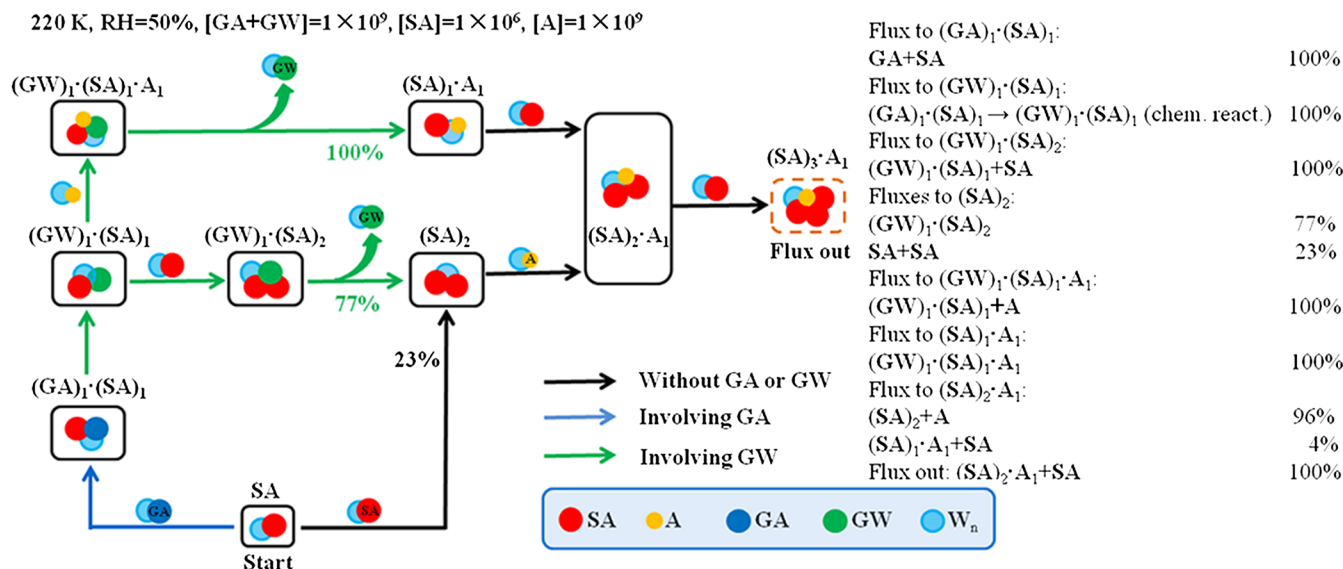 220 K, RH=50%, [GA+GW]=1×10⁹, [SA]=1×10⁶, [A]=1×10⁹
(GW)₁·(SA)₁·A₁
GW
(SA)₁·A₁
100%
(SA)₃·A₁
Flux out
(SA)₂·A₁
(GW)₁·(SA)₁
(GW)₁·(SA)₂
GW
(SA)₂
A
77%
23%
(GA)₁·(SA)₁
GA
SA
SA
Start
Without GA or GW
Involving GA
Involving GW
SA
A
GA
GW
Wₙ
Flux to (GA)₁·(SA)₁:
GA+SA 100%
Flux to (GW)₁·(SA)₁:
(GA)₁·(SA)₁→(GW)₁·(SA)₁ (chem. react.) 100%
Flux to (GW)₁·(SA)₂:
(GW)₁·(SA)₁+SA 100%
Fluxes to (SA)₂:
(GW)₁·(SA)₂ 77%
SA+SA 23%
Flux to (GW)₁·(SA)₁·A₁:
(GW)₁·(SA)₁+A 100%
Flux to (SA)₁·A₁:
(GW)₁·(SA)₁·A₁ 100%
Flux to (SA)₂·A₁:
(SA)₂+A 96%
(SA)₁·A₁+SA 4%
Flux out: (SA)₂·A₁+SA 100%